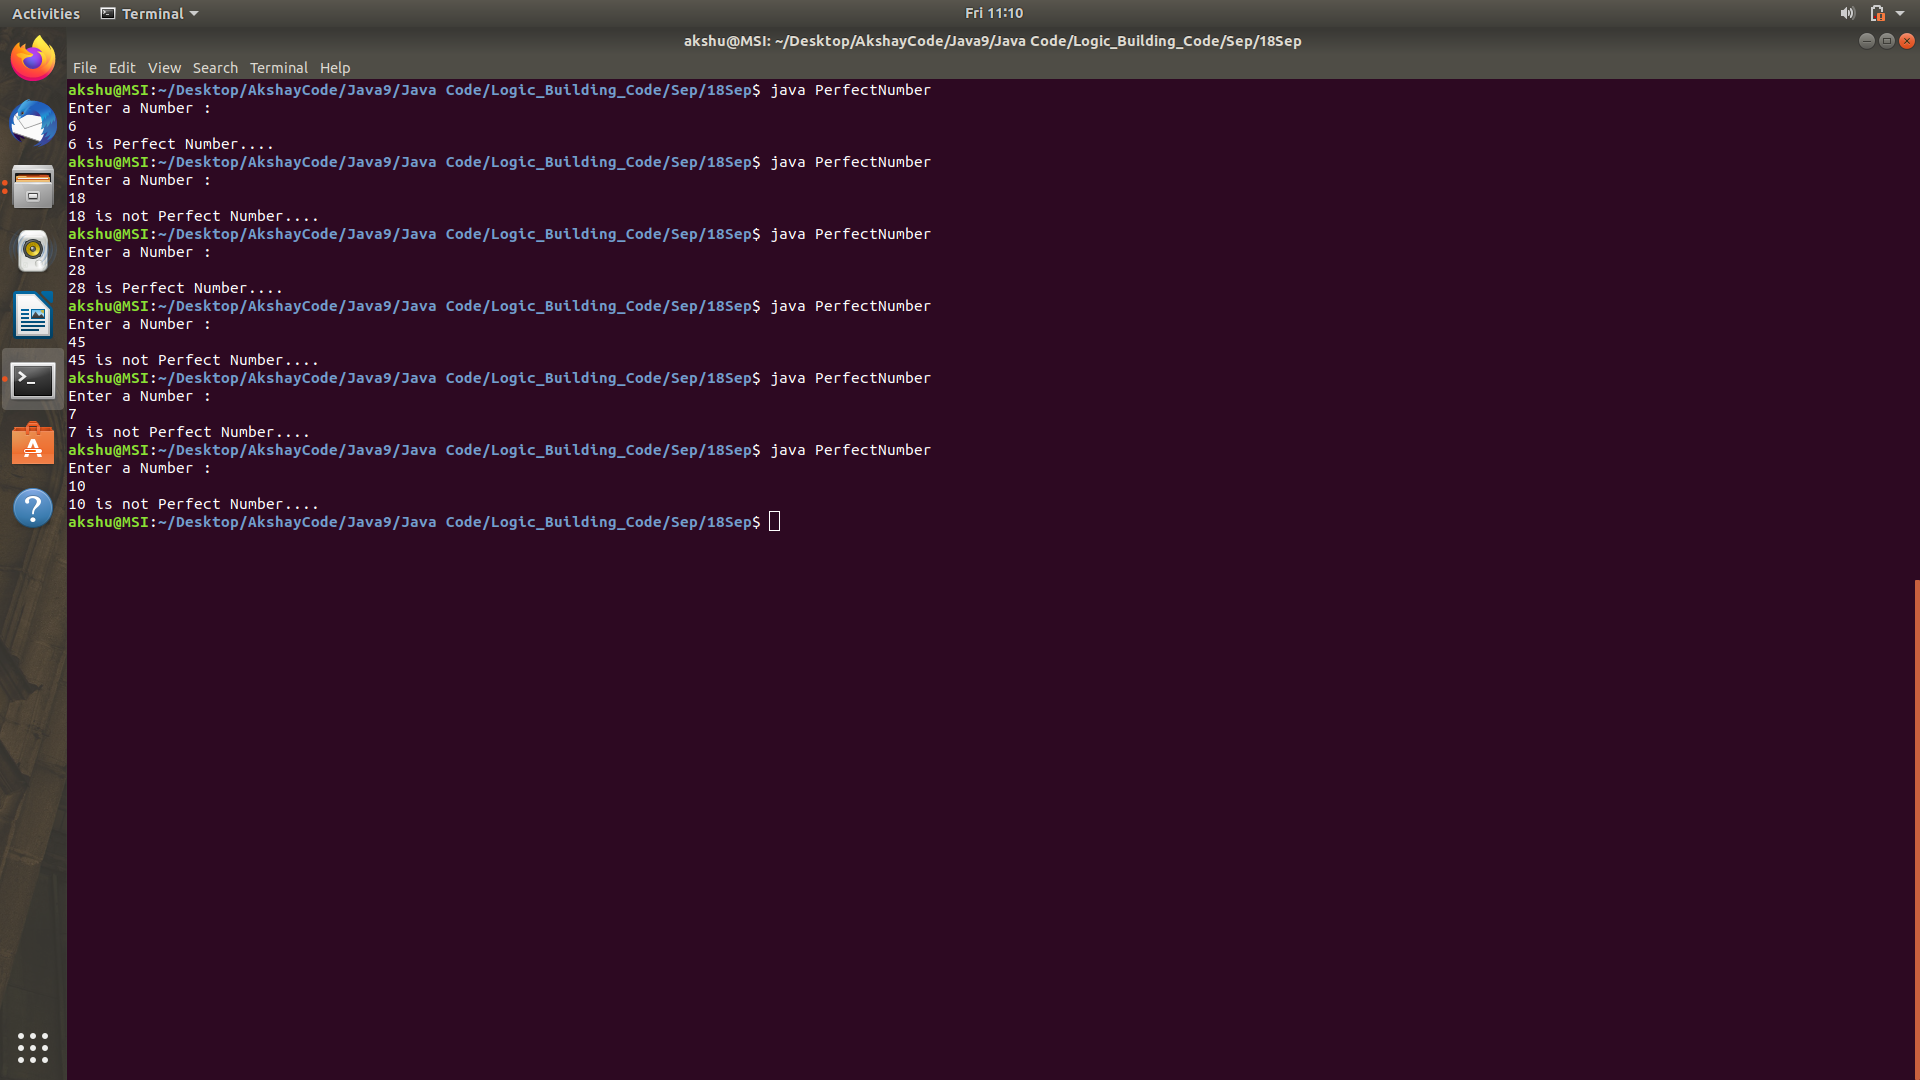 Activities Terminal Fri 11:10
akshu@MSI: ~/Desktop/AkshayCode/Java9/Java Code/Logic_Building_Code/Sep/18Sep
File Edit View Search Terminal Help
akshu@MSI:~/Desktop/AkshayCode/Java9/Java Code/Logic_Building_Code/Sep/18Sep$ java PerfectNumber
Enter a Number :
6
6 is Perfect Number....
akshu@MSI:~/Desktop/AkshayCode/Java9/Java Code/Logic_Building_Code/Sep/18Sep$ java PerfectNumber
Enter a Number :
18
18 is not Perfect Number....
akshu@MSI:~/Desktop/AkshayCode/Java9/Java Code/Logic_Building_Code/Sep/18Sep$ java PerfectNumber
Enter a Number :
28
28 is Perfect Number....
akshu@MSI:~/Desktop/AkshayCode/Java9/Java Code/Logic_Building_Code/Sep/18Sep$ java PerfectNumber
Enter a Number :
45
45 is not Perfect Number....
akshu@MSI:~/Desktop/AkshayCode/Java9/Java Code/Logic_Building_Code/Sep/18Sep$ java PerfectNumber
Enter a Number :
7
7 is not Perfect Number....
akshu@MSI:~/Desktop/AkshayCode/Java9/Java Code/Logic_Building_Code/Sep/18Sep$ java PerfectNumber
Enter a Number :
10
10 is not Perfect Number....
akshu@MSI:~/Desktop/AkshayCode/Java9/Java Code/Logic_Building_Code/Sep/18Sep$